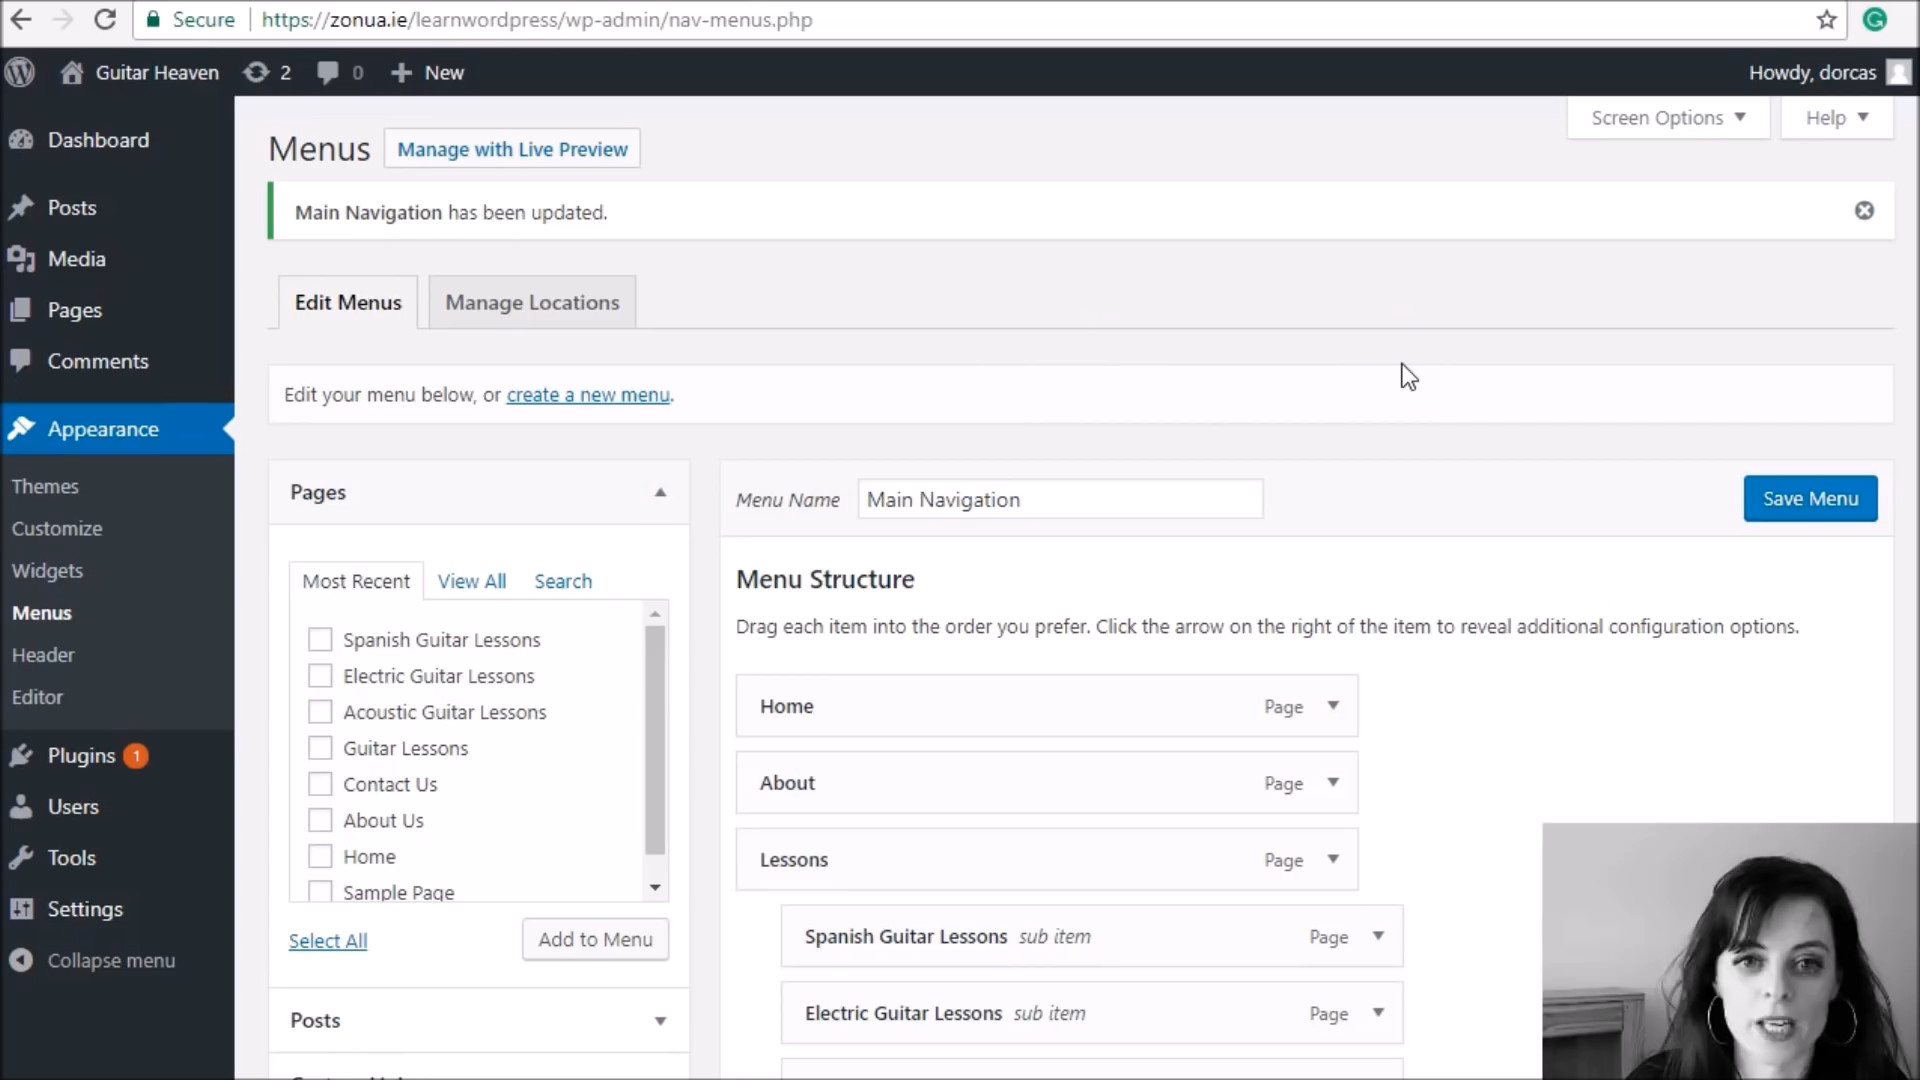 Secure https://zonua.ie/learnwordpress/wp-admin/nav-menus.php
Guitar Heaven 2 0 New Howdy, dorcas
Screen Options Help
Dashboard
Posts
Media
Pages
Comments
Appearance
Themes
Customize
Widgets
Menus
Header
Editor
Plugins 1
Users
Tools
Settings
Collapse menu
Menus Manage with Live Preview
Main Navigation has been updated.
Edit Menus Manage Locations
Edit your menu below, or create a new menu.
Pages
Most Recent View All Search
Spanish Guitar Lessons
Electric Guitar Lessons
Acoustic Guitar Lessons
Guitar Lessons
Contact Us
About Us
Home
Sample Page
Select All Add to Menu
Posts
Menu Name Main Navigation Save Menu
Menu Structure
Drag each item into the order you prefer. Click the arrow on the right of the item to reveal additional configuration options.
Home Page
About Page
Lessons Page
Spanish Guitar Lessons sub item Page
Electric Guitar Lessons sub item Page